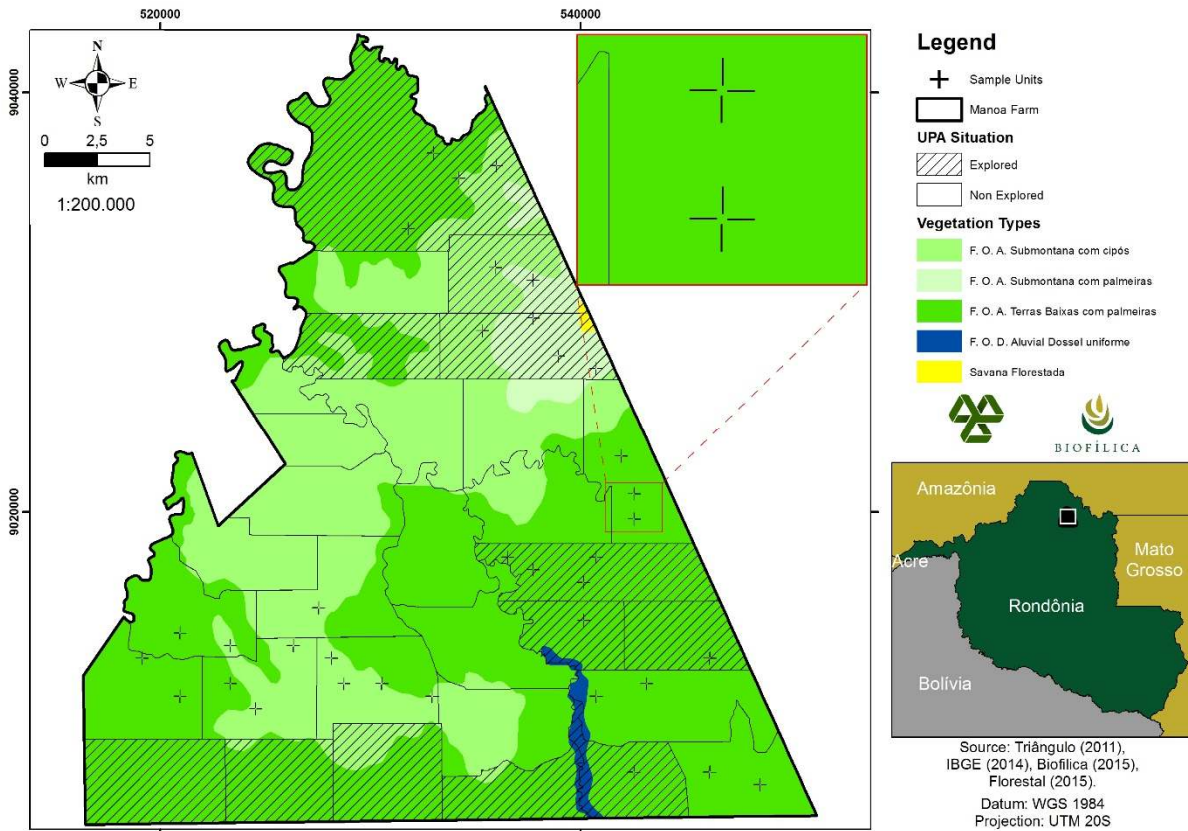 520000
540000
9040000
9020000
N
W
E
S
0
2,5
5
km
1:200.000
Legend
Sample Units
Manoa Farm
UPA Situation
Explored
Non Explored
Vegetation Types
F. O. A. Submontana com cipós
F. O. A. Submontana com palmeiras
F. O. A. Terras Baixas com palmeiras
F. O. D. Aluvial Dossel uniforme
Savana Florestada
BIOFÍLICA
Amazônia
Acre
Mato
Grosso
Rondônia
Bolívia
Source: Triângulo (2011),
IBGE (2014), Biofílica (2015),
Florestal (2015).
Datum: WGS 1984
Projection: UTM 20S